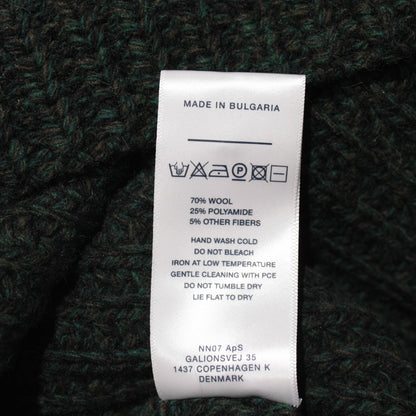 MADE IN BULGARIA
P
70% WOOL
25% POLYAMIDE
5% OTHER FIBERS
HAND WASH COLD
DO NOT BLEACH
IRON AT LOW TEMPERATURE
GENTLE CLEANING WITH PCE
DO NOT TUMBLE DRY
LIE FLAT TO DRY
NN07 ApS
GALIONSVEJ 35
1437 COPENHAGEN K
DENMARK